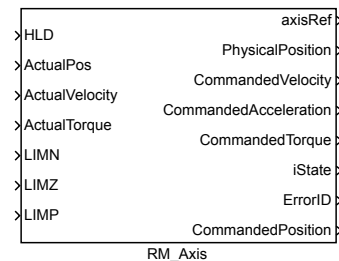 HLD
ActualPos
ActualVelocity
ActualTorque
LIMN
LIMZ
LIMP
axisRef
PhysicalPosition
CommandedVelocity
CommandedAcceleration
CommandedTorque
iState
ErrorID
CommandedPosition
RM_Axis